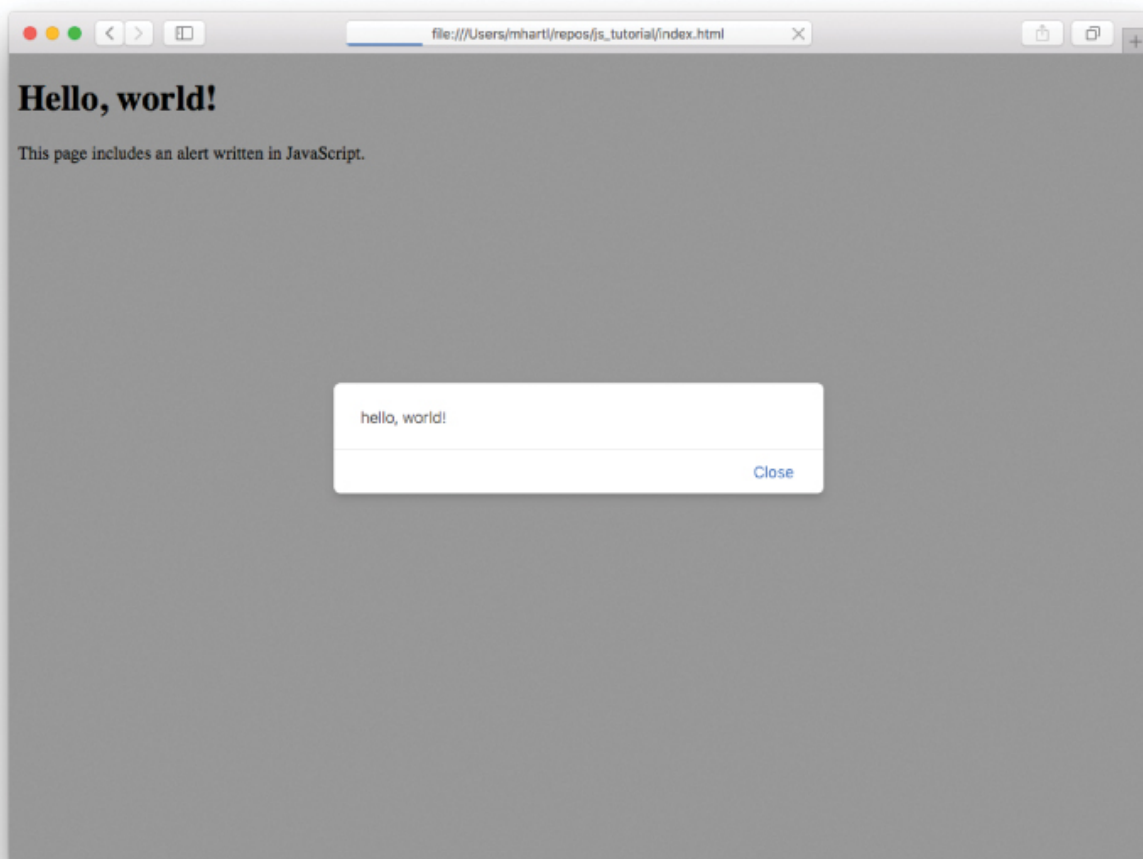 file:///Users/mhartl/repos/js_tutorial/index.html
Hello, world!
This page includes an alert written in JavaScript.
hello, world!
Close